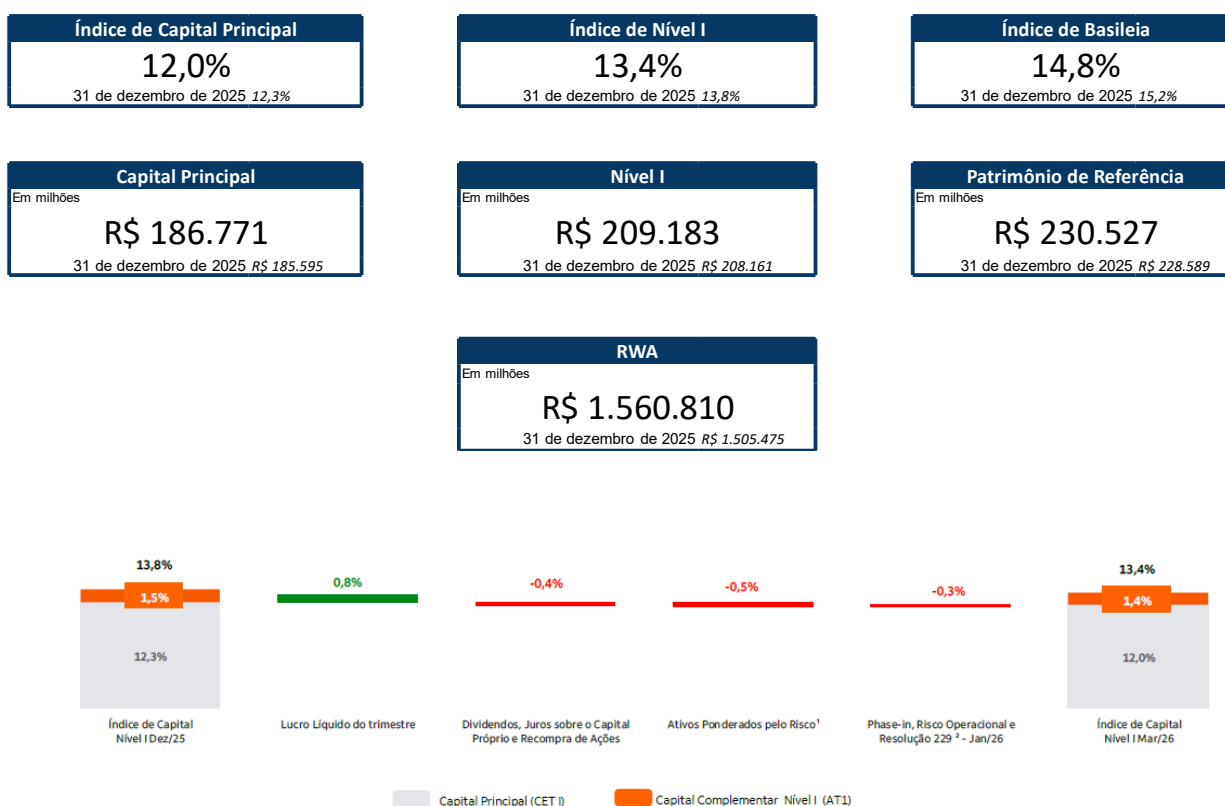 Índice de Capital Principal
12,0%
31 de dezembro de 2025 12,3%
Índice de Nível I
13,4%
31 de dezembro de 2025 13,8%
Índice de Basileia
14,8%
31 de dezembro de 2025 15,2%
Capital Principal
Em milhões
R$ 186.771
31 de dezembro de 2025 R$ 185.595
Nível I
Em milhões
R$ 209.183
31 de dezembro de 2025 R$ 208.161
Patrimônio de Referência
Em milhões
R$ 230.527
31 de dezembro de 2025 R$ 228.589
RWA
Em milhões
R$ 1.560.810
31 de dezembro de 2025 R$ 1.505.475
13,8%
1,5%
12,3%
Índice de Capital
Nível I Dez/25
0,8%
Lucro Líquido do trimestre
-0,4%
Dividendos, Juros sobre o Capital
Próprio e Recompra de Ações
-0,5%
Ativos Ponderados pelo Risco¹
-0,3%
Phase-in, Risco Operacional e
Resolução 229 ² - Jan/26
13,4%
1,4%
12,0%
Índice de Capital
Nível I Mar/26
Capital Principal (CET I)
Capital Complementar Nível I (AT1)